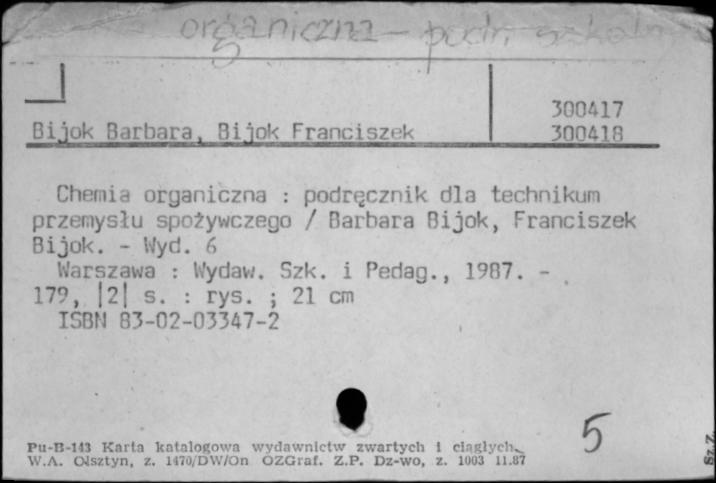 organiczna - podr. szkoln
300417
Bijok Barbara, Bijok Franciszek 300418
Chemia organiczna : podręcznik dla technikum
przemysłu spożywczego / Barbara Bijok, Franciszek
Bijok. - Wyd. 6
Warszawa : Wydaw. Szk. i Pedag., 1987. -
179, |2| s. : rys. ; 21 cm
ISBN 83-02-03347-2
5
Pu-B-143 Karta katalogowa wydawnictw zwartych i ciągłych
W.A. Olsztyn, z. 1470/DW/On OZGraf. Z.P. Dz-wo, z. 1003 11.87
Sz. Z.